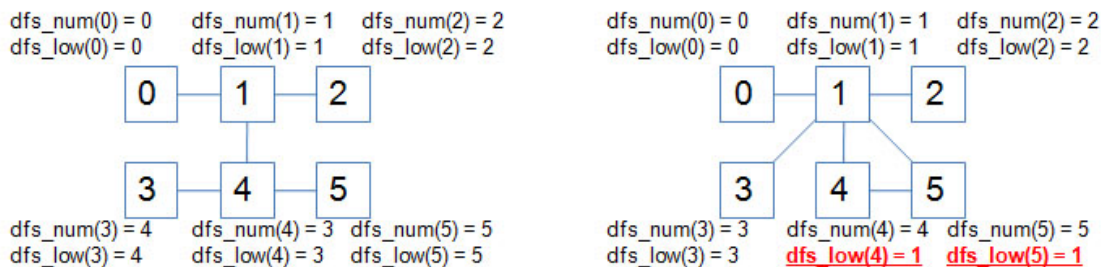 dfs_num(0) = 0 dfs_num(1) = 1 dfs_num(2) = 2
dfs_low(0) = 0 dfs_low(1) = 1 dfs_low(2) = 2
0 1 2
3 4 5
dfs_num(3) = 4 dfs_num(4) = 3 dfs_num(5) = 5
dfs_low(3) = 4 dfs_low(4) = 3 dfs_low(5) = 5
dfs_num(0) = 0 dfs_num(1) = 1 dfs_num(2) = 2
dfs_low(0) = 0 dfs_low(1) = 1 dfs_low(2) = 2
0 1 2
3 4 5
dfs_num(3) = 3 dfs_num(4) = 4 dfs_num(5) = 5
dfs_low(3) = 3 dfs_low(4) = 1 dfs_low(5) = 1